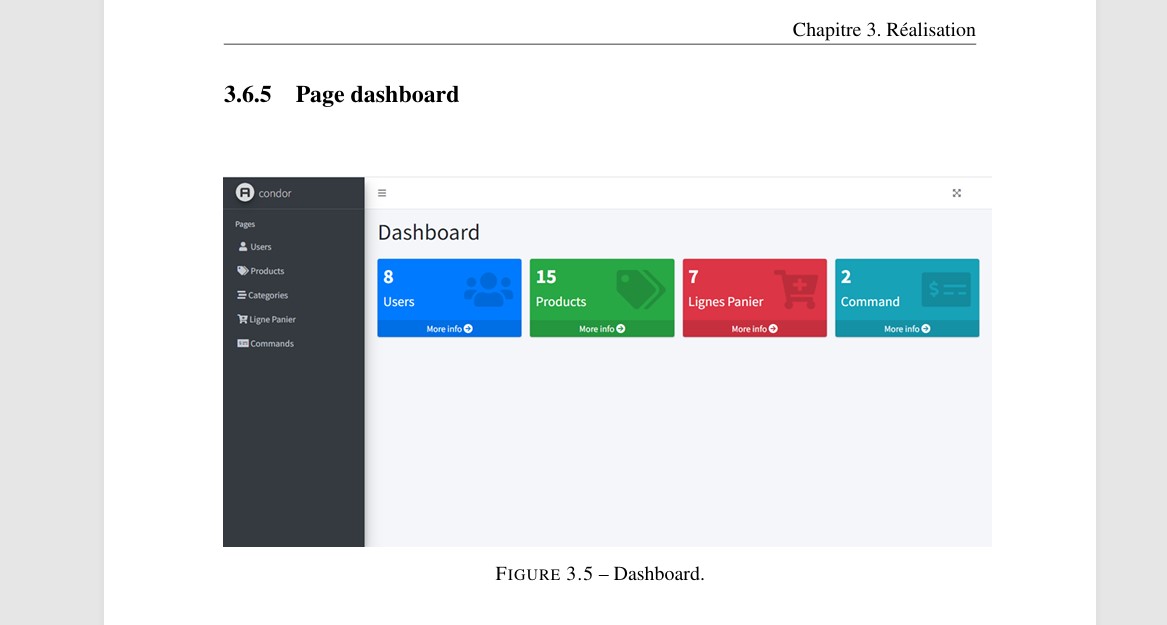 Chapitre 3. Réalisation
3.6.5 Page dashboard
condor
Pages
Users
Products
Categories
Ligne Panier
Commands
Dashboard
8
Users
More info
15
Products
More info
7
Lignes Panier
More info
2
Command
More info
FIGURE 3.5 – Dashboard.